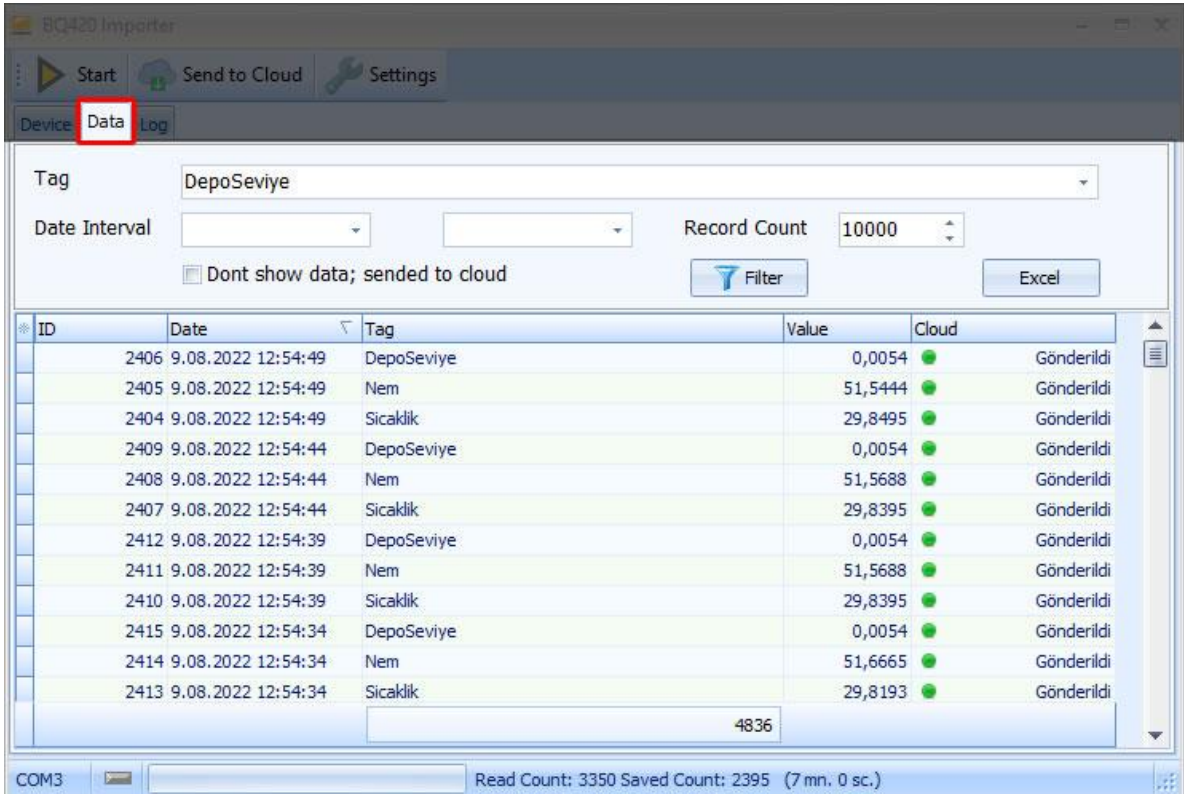 BQ420 Importer
Start Send to Cloud Settings
Device Data Log
Tag DepoSeviye
Date Interval Record Count 10000
Dont show data; sended to cloud Filter Excel
ID Date Tag Value Cloud
2406 9.08.2022 12:54:49 DepoSeviye 0,0054 Gönderildi
2405 9.08.2022 12:54:49 Nem 51,5444 Gönderildi
2404 9.08.2022 12:54:49 Sicaklik 29,8495 Gönderildi
2409 9.08.2022 12:54:44 DepoSeviye 0,0054 Gönderildi
2408 9.08.2022 12:54:44 Nem 51,5688 Gönderildi
2407 9.08.2022 12:54:44 Sicaklik 29,8395 Gönderildi
2412 9.08.2022 12:54:39 DepoSeviye 0,0054 Gönderildi
2411 9.08.2022 12:54:39 Nem 51,5688 Gönderildi
2410 9.08.2022 12:54:39 Sicaklik 29,8395 Gönderildi
2415 9.08.2022 12:54:34 DepoSeviye 0,0054 Gönderildi
2414 9.08.2022 12:54:34 Nem 51,6665 Gönderildi
2413 9.08.2022 12:54:34 Sicaklik 29,8193 Gönderildi
4836
COM3 Read Count: 3350 Saved Count: 2395 (7 mn. 0 sc.)